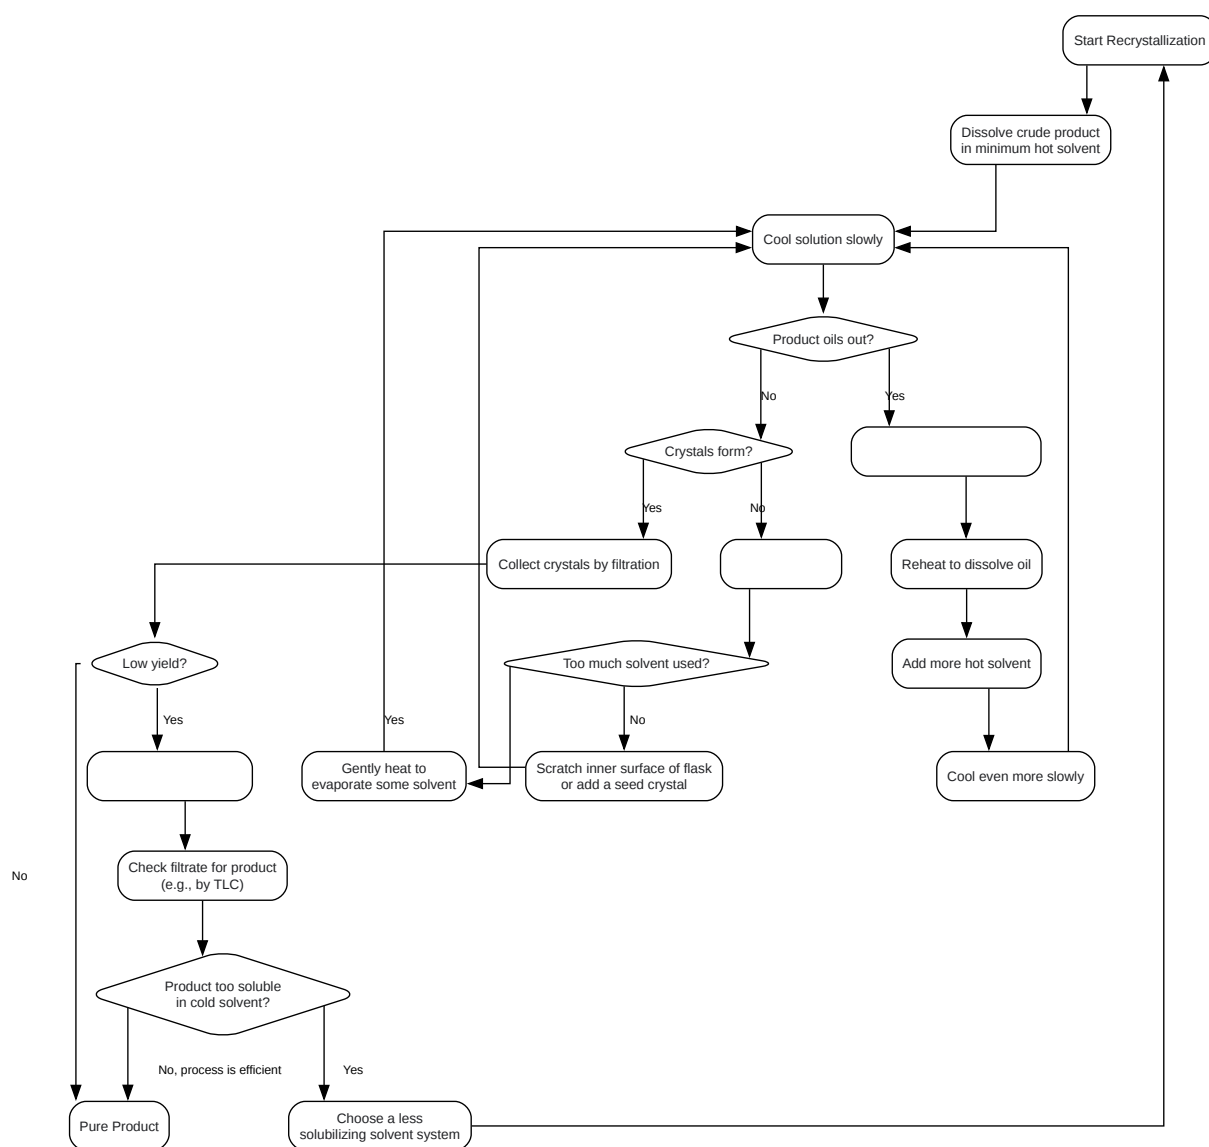 Start Recrystallization
Dissolve crude product
in minimum hot solvent
Cool solution slowly
Product oils out?
No
Yes
Crystals form?
Yes
No
Collect crystals by filtration
Reheat to dissolve oil
Low yield?
Too much solvent used?
Add more hot solvent
Yes
Yes
No
Gently heat to
evaporate some solvent
Scratch inner surface of flask
or add a seed crystal
Cool even more slowly
Check filtrate for product
(e.g., by TLC)
No
Product too soluble
in cold solvent?
No, process is efficient
Yes
Pure Product
Choose a less
solubilizing solvent system